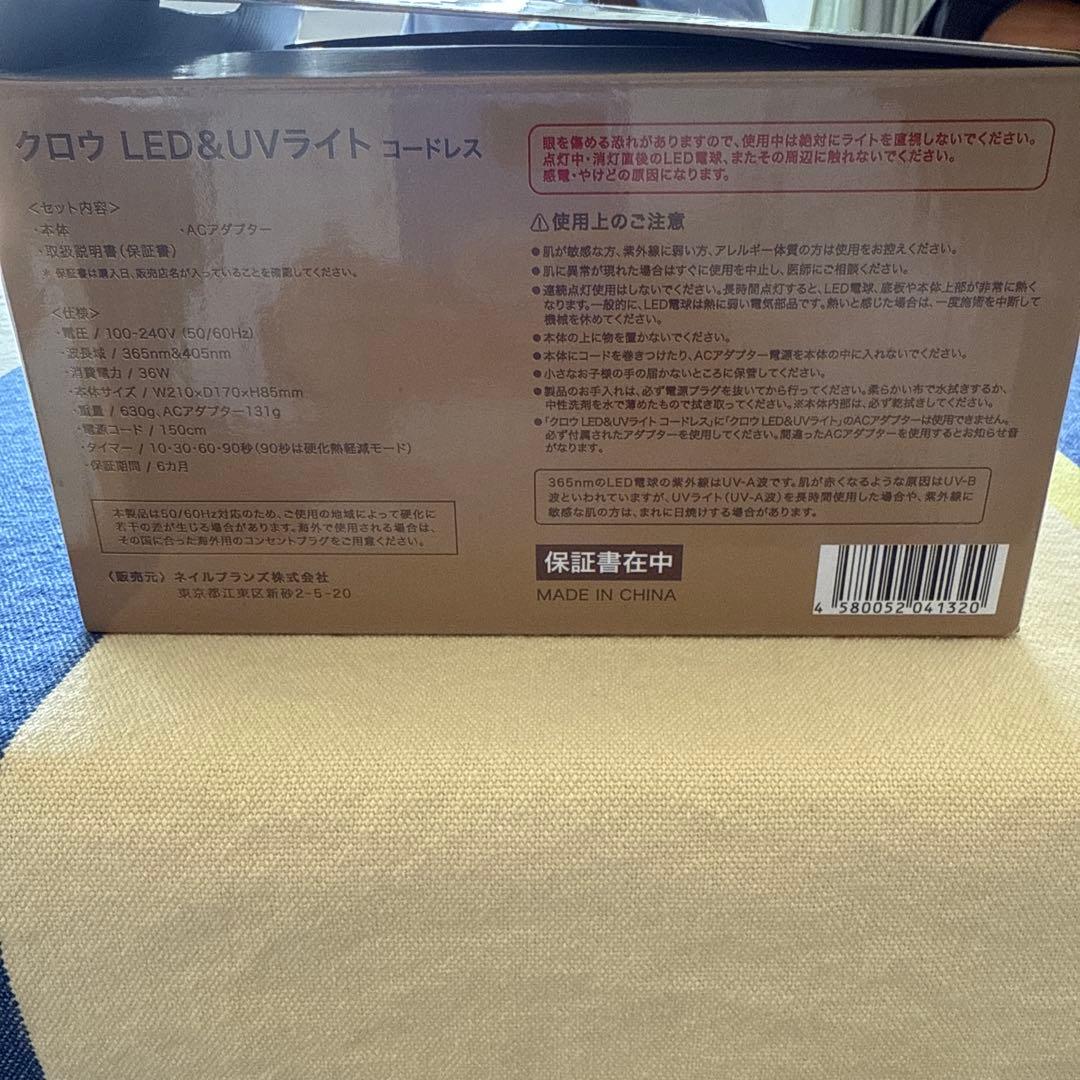 クロウ LED&UVライト コードレス
<セット内容>
・本体 ・ACアダプター
・取扱説明書(保証書)
※ 保証書は購入日、販売店名が入っていることを確認してください。
<仕様>
・電圧 / 100-240V (50/60Hz)
・波長域 / 365nm&405nm
・消費電力 / 36W
・本体サイズ / W210×D170×H85mm
・重量 / 630g、ACアダプター131g
・電源コード / 150cm
・タイマー / 10・30・60・90秒(90秒は硬化熱軽減モード)
・保証期間 / 6カ月
本製品は50/60Hz対応のため、ご使用の地域によって硬化に
若干の差が生じる場合があります。海外で使用される場合は、
その国に合った海外用のコンセントプラグをご用意ください。
(販売元) ネイルプランズ株式会社
東京都江東区新砂2-5-20
眼を傷める恐れがありますので、使用中は絶対にライトを直視しないでください。
点灯中・消灯直後のLED電球、またその周辺に触れないでください。
感電・やけどの原因になります。
⚠使用上のご注意
●肌が敏感な方、紫外線に弱い方、アレルギー体質の方は使用をお控えください。
●肌に異常が現れた場合はすぐに使用を中止し、医師にご相談ください。
●連続点灯使用はしないでください。長時間点灯すると、LED電球、底板や本体上部が非常に熱く
なります。一般的に、LED電球は熱に弱い電気部品です。熱いと感じた場合は、一度施術を中断して
機械を休めてください。
●本体の上に物を置かないでください。
●本体にコードを巻きつけたり、ACアダプター電源を本体の中に入れないでください。
●小さなお子様の手の届かないところに保管してください。
●製品のお手入れは、必ず電源プラグを抜いてから行ってください。柔らかい布で水拭きするか、
中性洗剤を水で薄めたもので拭き取ってください。※本体内部は、必ず乾拭きしてください。
●「クロウ LED&UVライト コードレス」に「クロウ LED&UVライト」のACアダプターは使用できません。
必ず付属されたアダプターを使用してください。間違ったACアダプターを使用するとお知らせ音
がなります。
365nmのLED電球の紫外線はUV-A波です。肌が赤くなるような原因はUV-B
波といわれていますが、UVライト(UV-A波)を長時間使用した場合や、紫外線に
敏感な肌の方は、まれに日焼けする場合があります。
保証書在中
MADE IN CHINA
4 580052 041320